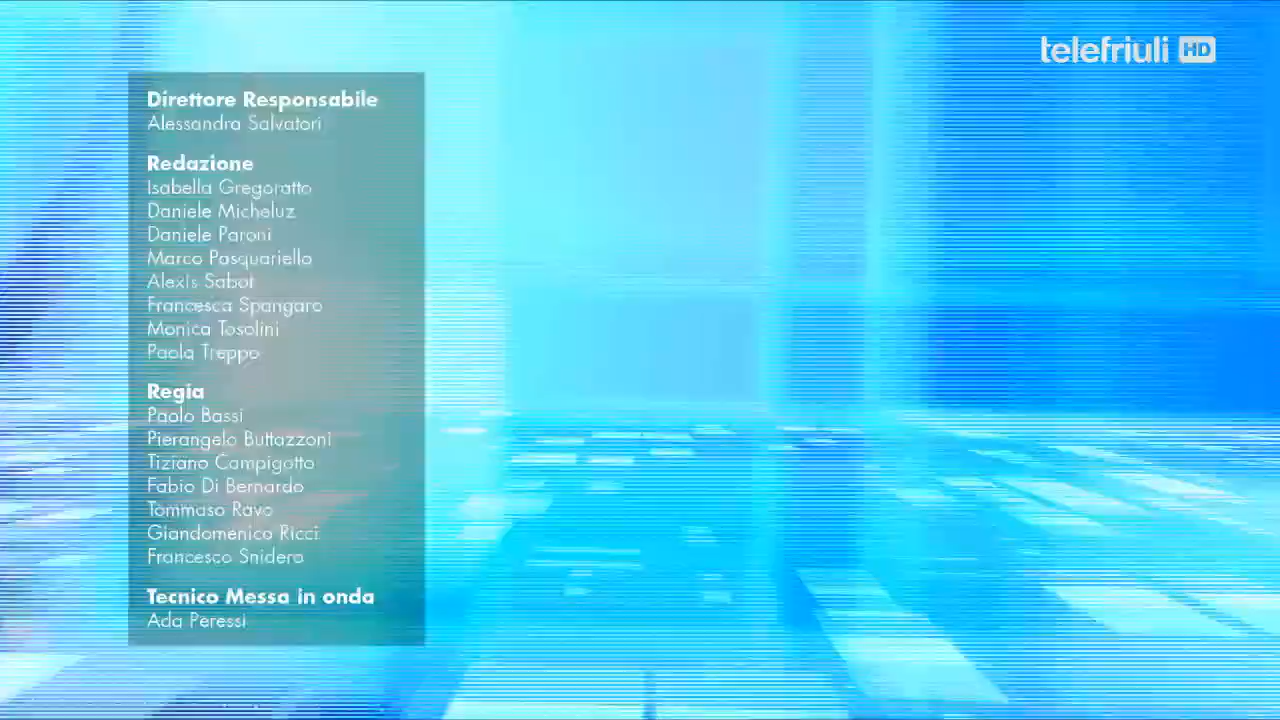 telefriuli HD
Direttore Responsabile
Alessandra Salvatori
Redazione
Isabella Gregoratto
Daniele Micheluz
Daniele Paroni
Marco Pasquariello
Alexis Sabot
Francesca Spangaro
Monica Tosolini
Paola Treppo
Regia
Paolo Bassi
Pierangelo Buttazzoni
Tiziano Campigotto
Fabio Di Bernardo
Tommaso Ravo
Giandomenico Ricci
Francesco Snidero
Tecnico Messa in onda
Ada Peressi